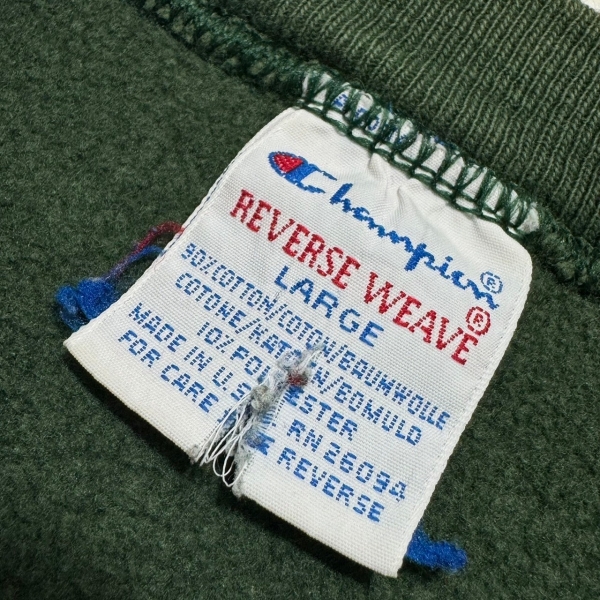 Champion®
REVERSE WEAVE®
LARGE
90% COTTON/COTON/BAUMWOLLE
COTONE/KATOEN/BOMULD
10% POLYESTER
MADE IN U.S. RN 26094
FOR CARE REVERSE